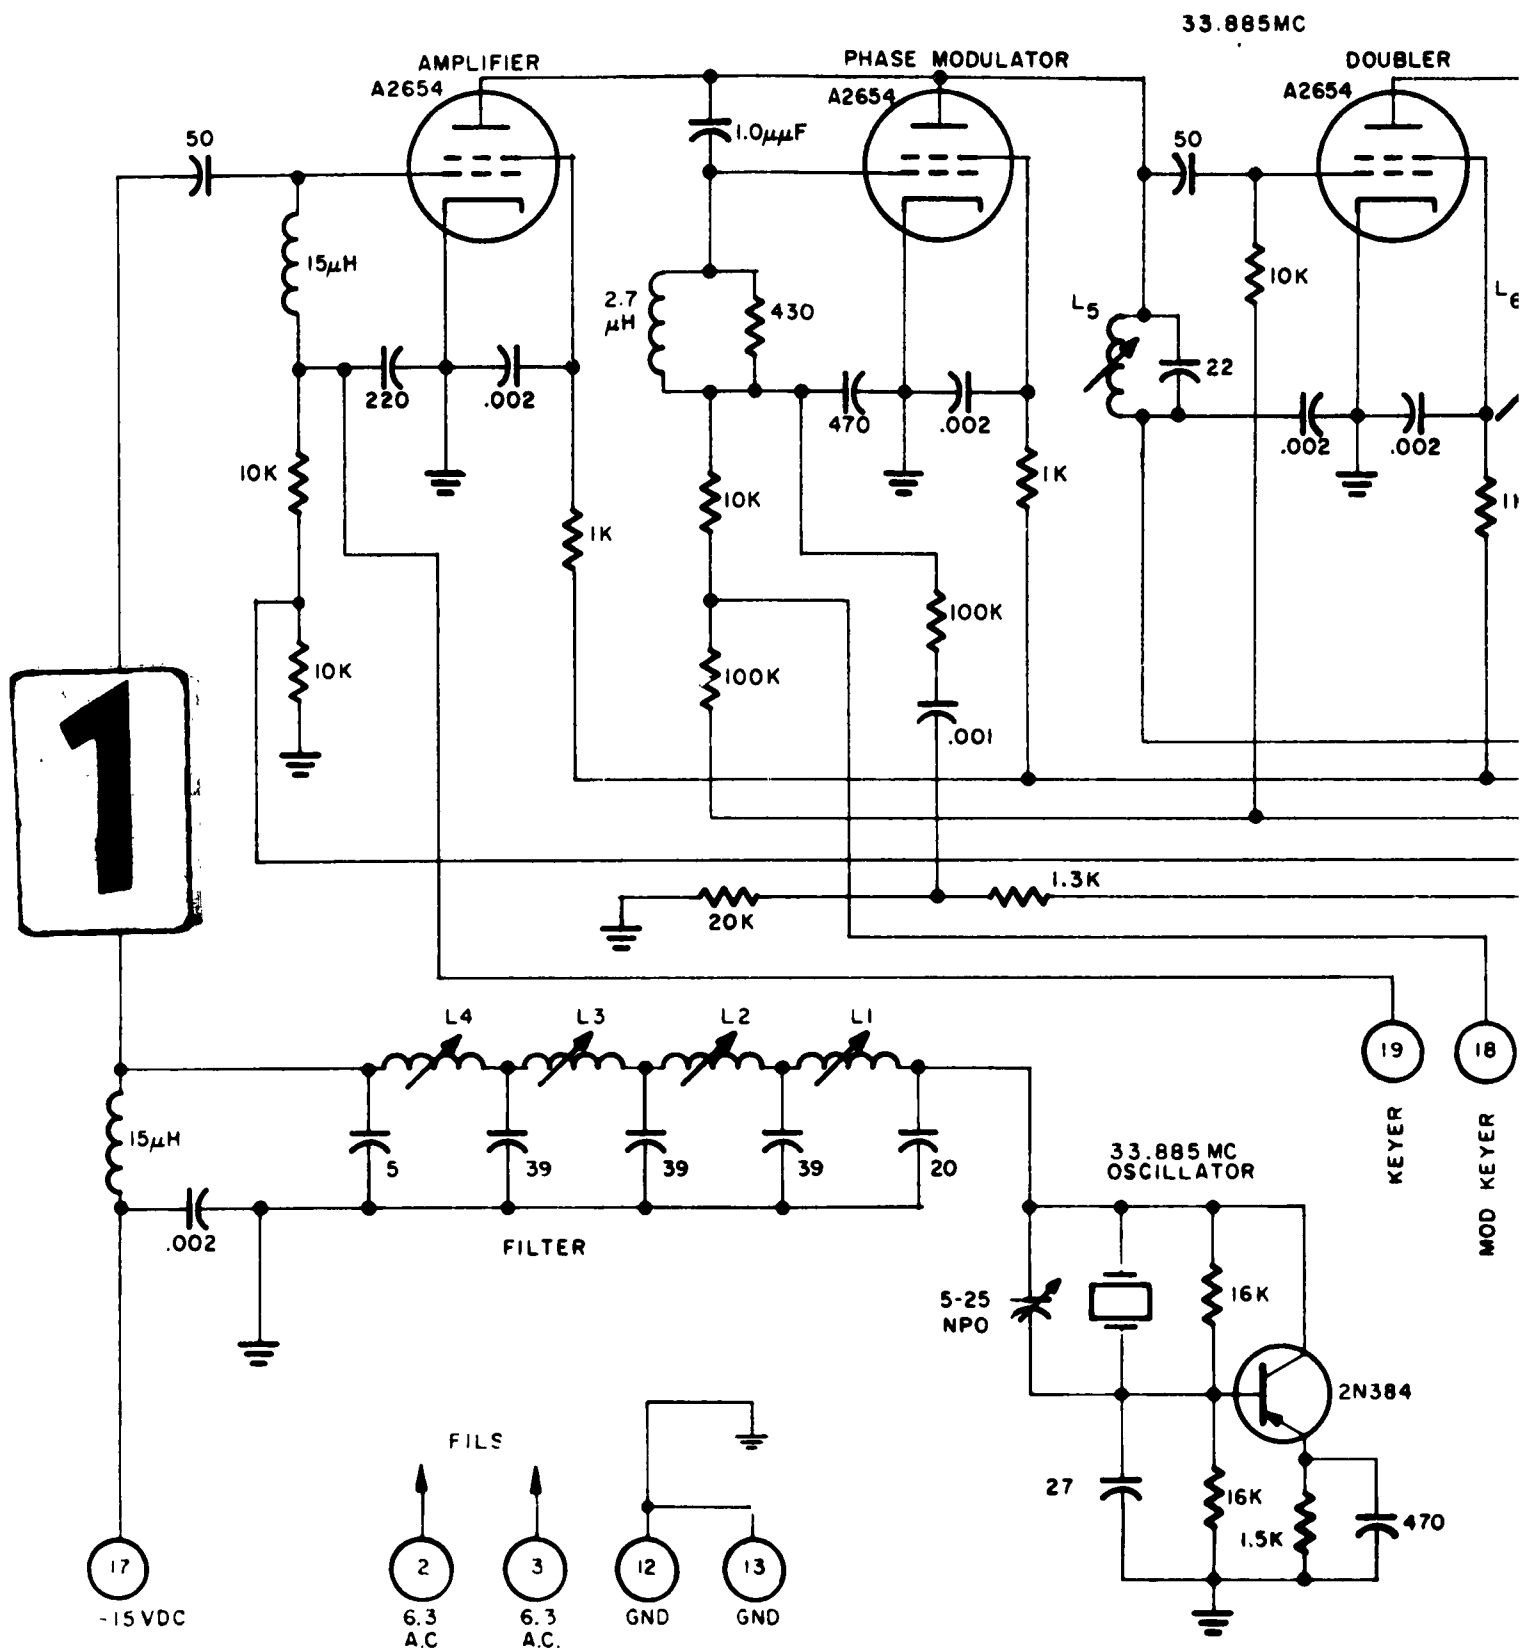 33.885MC
AMPLIFIER
A2654
PHASE MODULATOR
A2654
DOUBLER
A2654
50
1.0µµF
50
15µH
2.7
µH
430
L5
10K
L6
22
220
.002
470
.002
.002
.002
10K
1K
10K
1K
1K
100K
10K
100K
.001
1
1.3K
20K
L4
L3
L2
L1
19
18
KEYER
MOD KEYER
15µH
5
39
39
39
20
.002
FILTER
33.885MC
OSCILLATOR
5-25
NPO
16K
2N384
FILS
27
16K
1.5K
470
17
2
3
12
13
-15VDC
6.3
A.C
6.3
A.C.
GND
GND